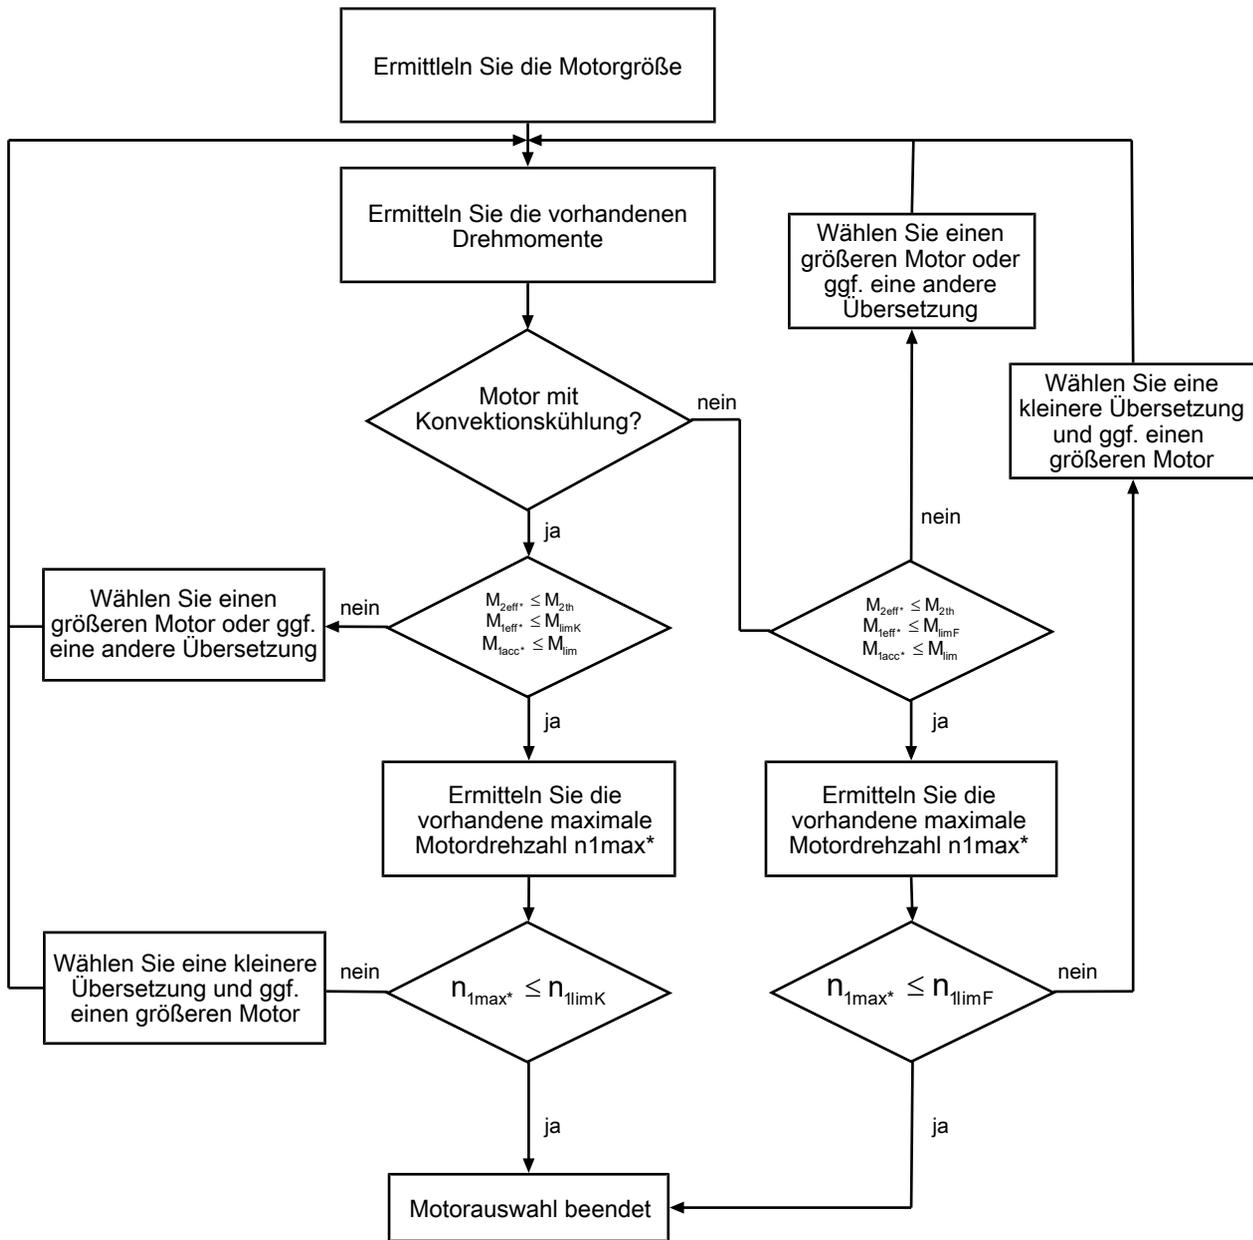 Ermittleln Sie die Motorgröße
Ermitteln Sie die vorhandenen
Drehmomente
Wählen Sie einen
größeren Motor oder
ggf. eine andere
Übersetzung
Motor mit
Konvektionskühlung?
nein
Wählen Sie eine
kleinere Übersetzung
und ggf. einen
größeren Motor
ja
nein
Wählen Sie einen
größeren Motor oder ggf.
eine andere Übersetzung
nein
M2eff* ≤ M2th
M1eff* ≤ MlimK
M1acc* ≤ Mlim
M2eff* ≤ M2th
M1eff* ≤ MlimF
M1acc* ≤ Mlim
ja
ja
Ermitteln Sie die
vorhandene maximale
Motordrehzahl n1max*
Ermitteln Sie die
vorhandene maximale
Motordrehzahl n1max*
Wählen Sie eine kleinere
Übersetzung und ggf.
einen größeren Motor
nein
n1max* ≤ n1limK
n1max* ≤ n1limF
nein
ja
ja
Motorauswahl beendet